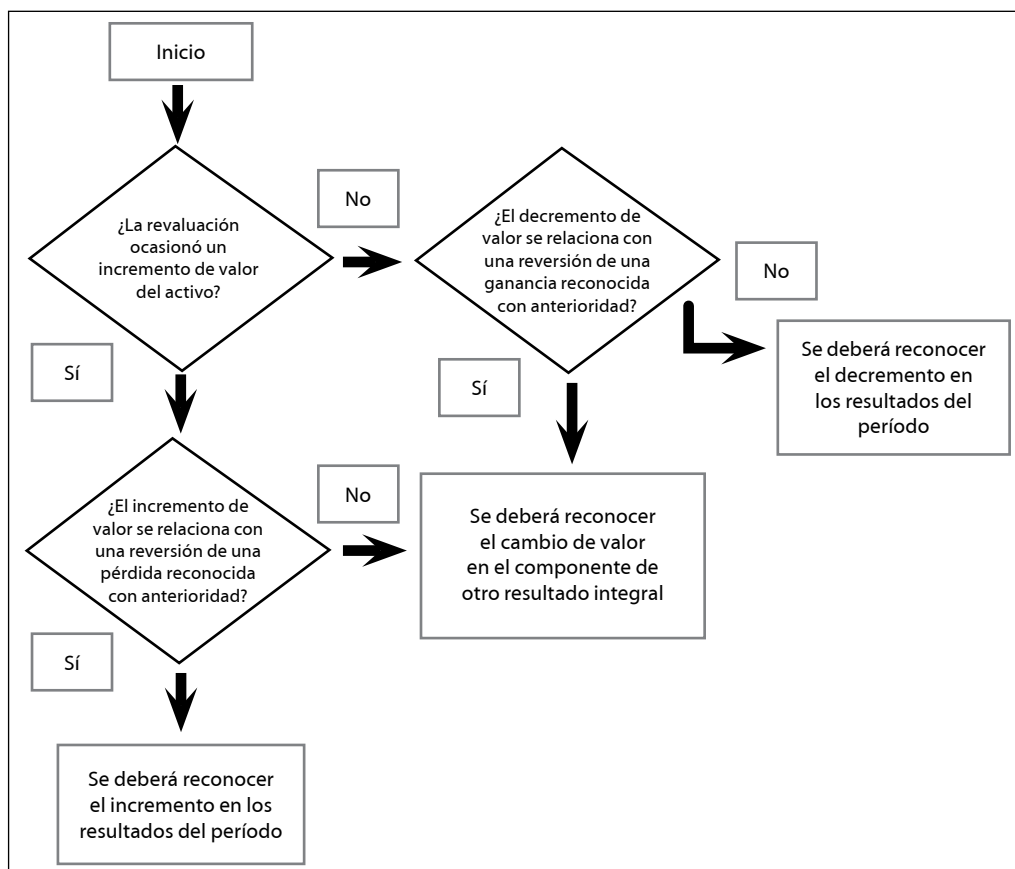 Inicio
¿La revaluación
ocasionó un
incremento de valor
del activo?
No
¿El decremento de
valor se relaciona con
una reversión de una
ganancia reconocida
con anterioridad?
No
Se deberá reconocer
el decremento en
los resultados del
período
Sí
Sí
¿El incremento de
valor se relaciona con
una reversión de una
pérdida reconocida
con anterioridad?
No
Se deberá reconocer
el cambio de valor
en el componente de
otro resultado integral
Sí
Se deberá reconocer
el incremento en los
resultados del período